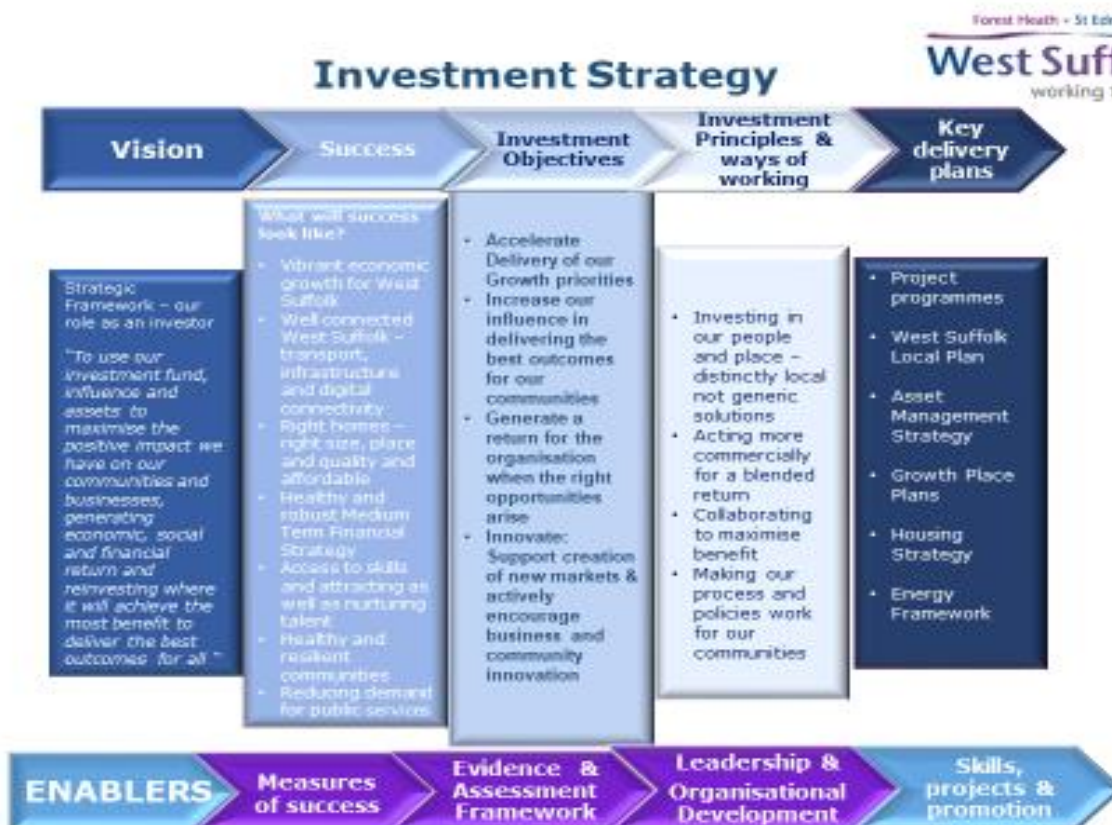 Forest Heath - St Ed
West Suff
working
Investment Strategy
Vision
Success
Investment
Objectives
Investment
Principles &
ways of
working
Key
delivery
plans
Strategic
Framework – our
role as an investor
"To use our
investment fund,
influence and
assets to
maximise the
positive impact we
have on our
communities and
businesses,
generating
economic, social
and financial
return and
reinvesting where
it will achieve the
most benefit to
deliver the best
outcomes for all "
What will success
look like?
• Vibrant economic
growth for West
Suffolk
• Well connected
West Suffolk –
transport,
infrastructure
and digital
connectivity
• Right homes –
right size, place
and quality and
affordable
• Healthy and
robust Medium
Term Financial
Strategy
• Access to skills
and attracting as
well as nurturing
talent
• Healthy and
resilient
communities
• Reducing demand
for public services
• Accelerate
Delivery of our
Growth priorities
• Increase our
influence in
delivering the
best outcomes
for our
communities
• Generate a
return for the
organisation
when the right
opportunities
arise
• Innovate:
Support creation
of new markets &
actively
encourage
business and
community
innovation
• Investing in
our people
and place –
distinctly local
not generic
solutions
• Acting more
commercially
for a blended
return
• Collaborating
to maximise
benefit
• Making our
process and
policies work
for our
communities
• Project
programmes
• West Suffolk
Local Plan
• Asset
Management
Strategy
• Growth Place
Plans
• Housing
Strategy
• Energy
Framework
ENABLERS
Measures
of success
Evidence &
Assessment
Framework
Leadership &
Organisational
Development
Skills,
projects &
promotion